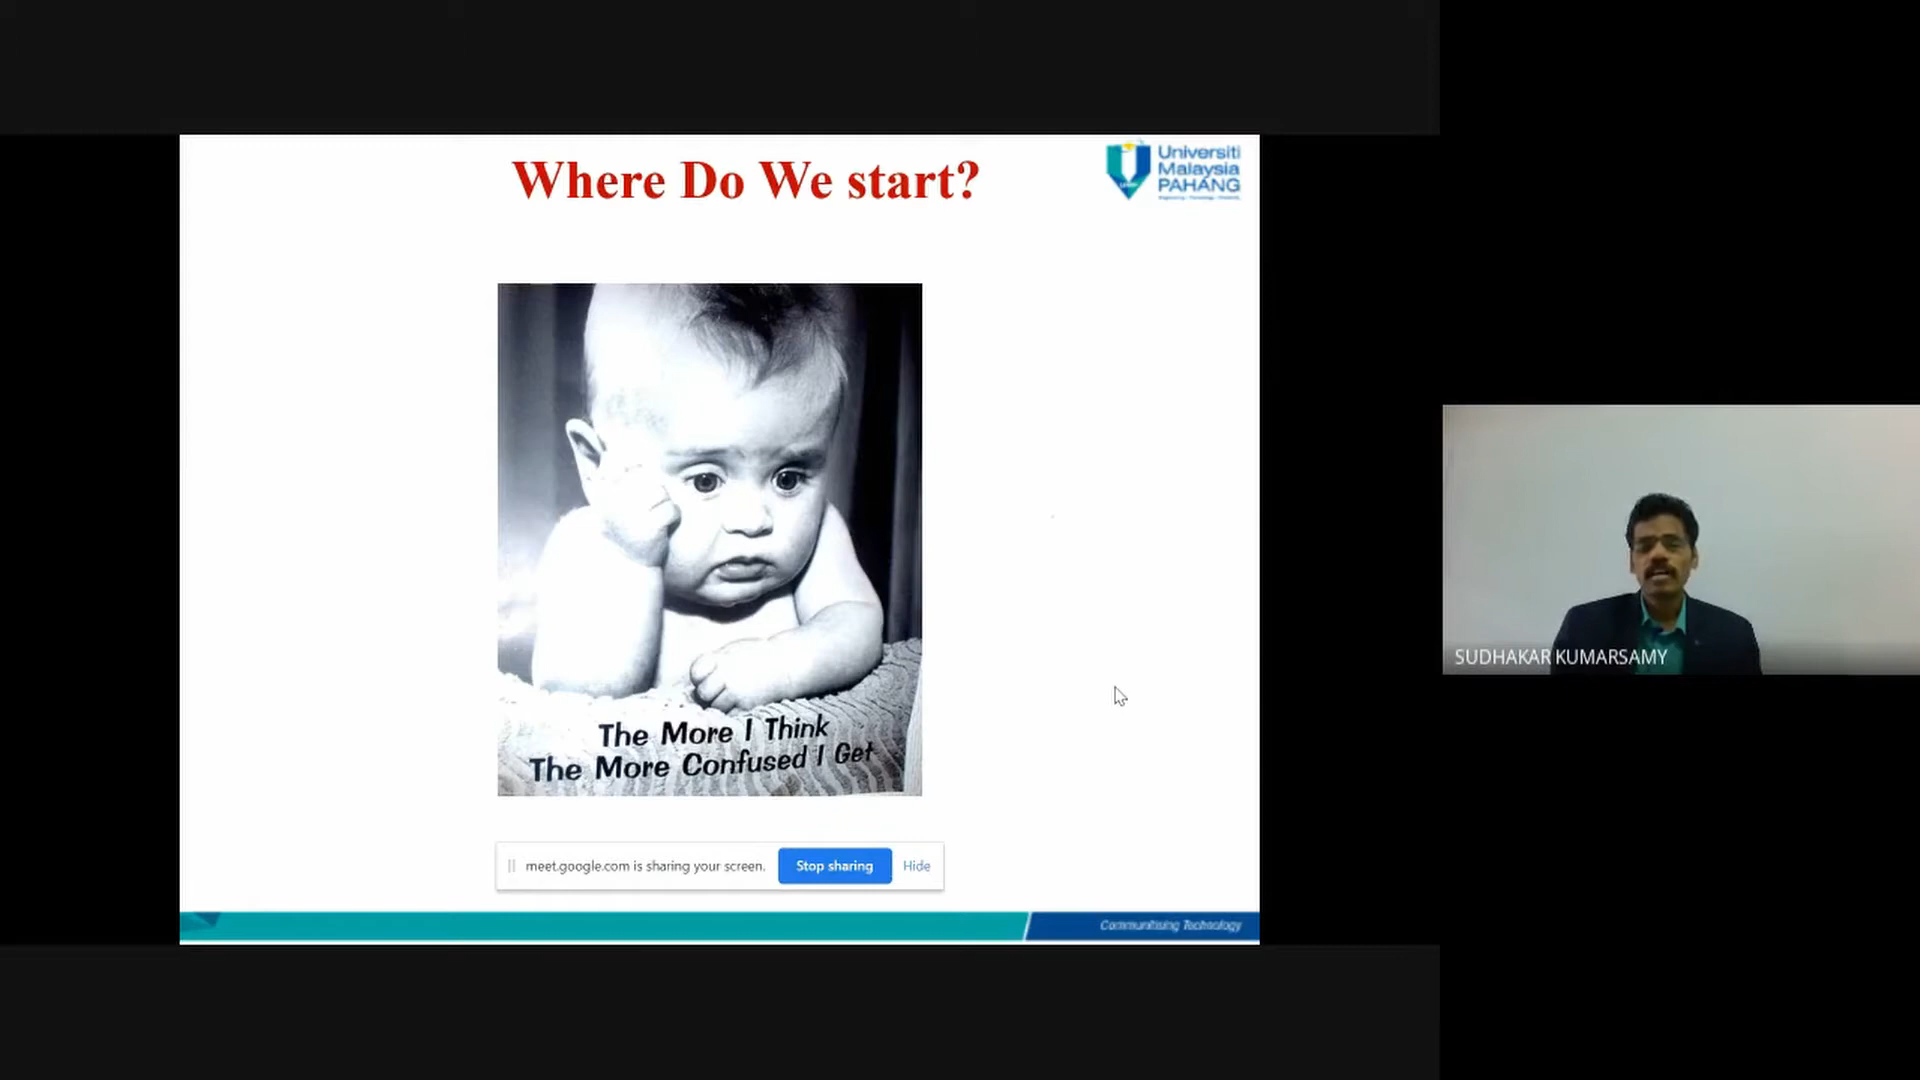 Where Do We start?
Universiti
Malaysia
PAHANG
The More I Think
The More Confused I Get
meet.google.com is sharing your screen.
Stop sharing
Hide
Communitising Technology
SUDHAKAR KUMARSAMY